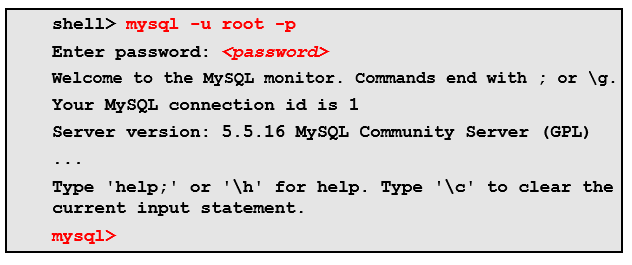 shell> mysql -u root -p
Enter password: <password>
Welcome to the MySQL monitor. Commands end with ; or \g.
Your MySQL connection id is 1
Server version: 5.5.16 MySQL Community Server (GPL)
...
Type 'help;' or '\h' for help. Type '\c' to clear the
current input statement.
mysql>